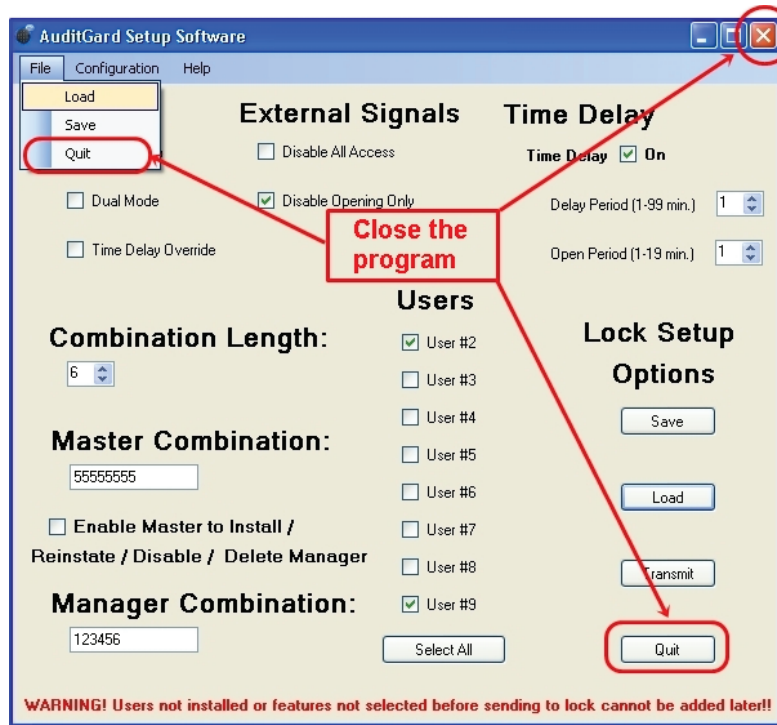 AuditGard Setup Software
File Configuration Help
Load
Save
Quit
External Signals
Time Delay
Disable All Access
Time Delay On
Dual Mode
Disable Opening Only
Delay Period (1-99 min.) 1
Close the
program
Time Delay Override
Open Period (1-19 min.) 1
Users
Combination Length:
6
User #2
User #3
User #4
User #5
User #6
User #7
User #8
User #9
Select All
Lock Setup
Options
Save
Load
Transmit
Quit
Master Combination:
55555555
Enable Master to Install /
Reinstate / Disable / Delete Manager
Manager Combination:
123456
WARNING! Users not installed or features not selected before sending to lock cannot be added later!!